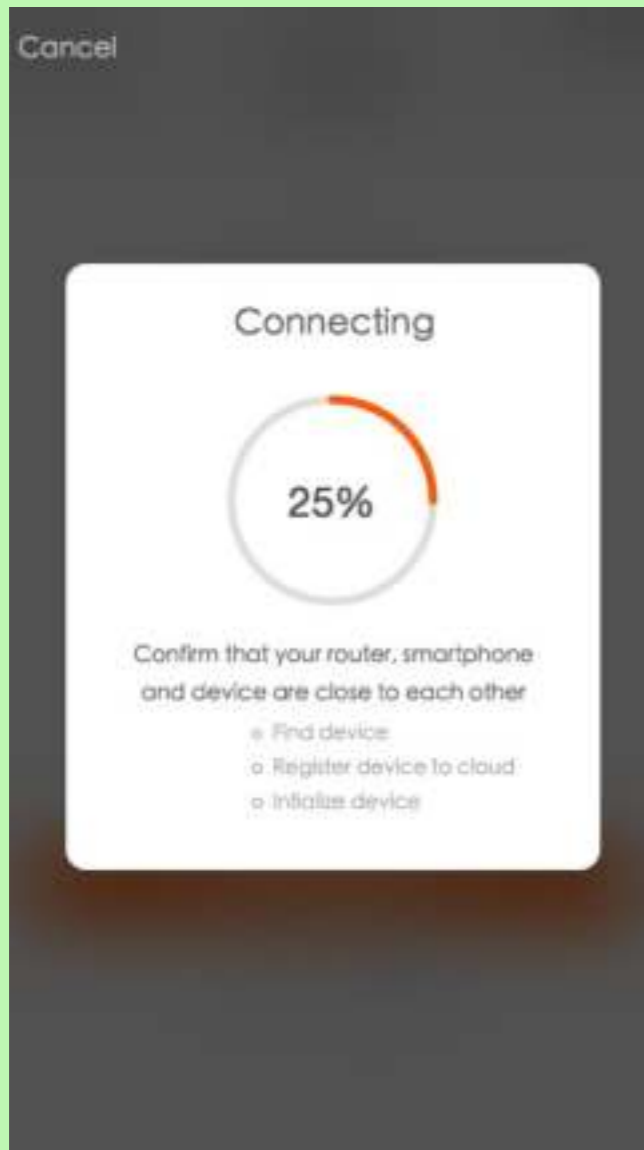 Cancel
Connecting
25%
Confirm that your router, smartphone
and device are close to each other
Find device
Register device to cloud
Initialize device